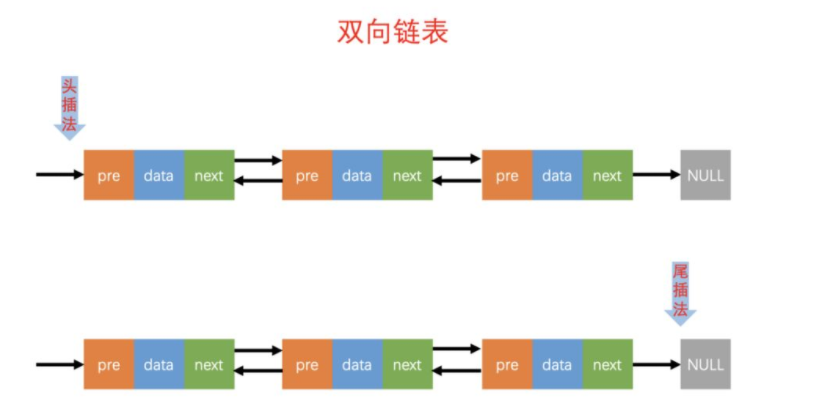 双向链表
头插法
pre data next pre data next pre data next NULL
尾插法
pre data next pre data next pre data next NULL